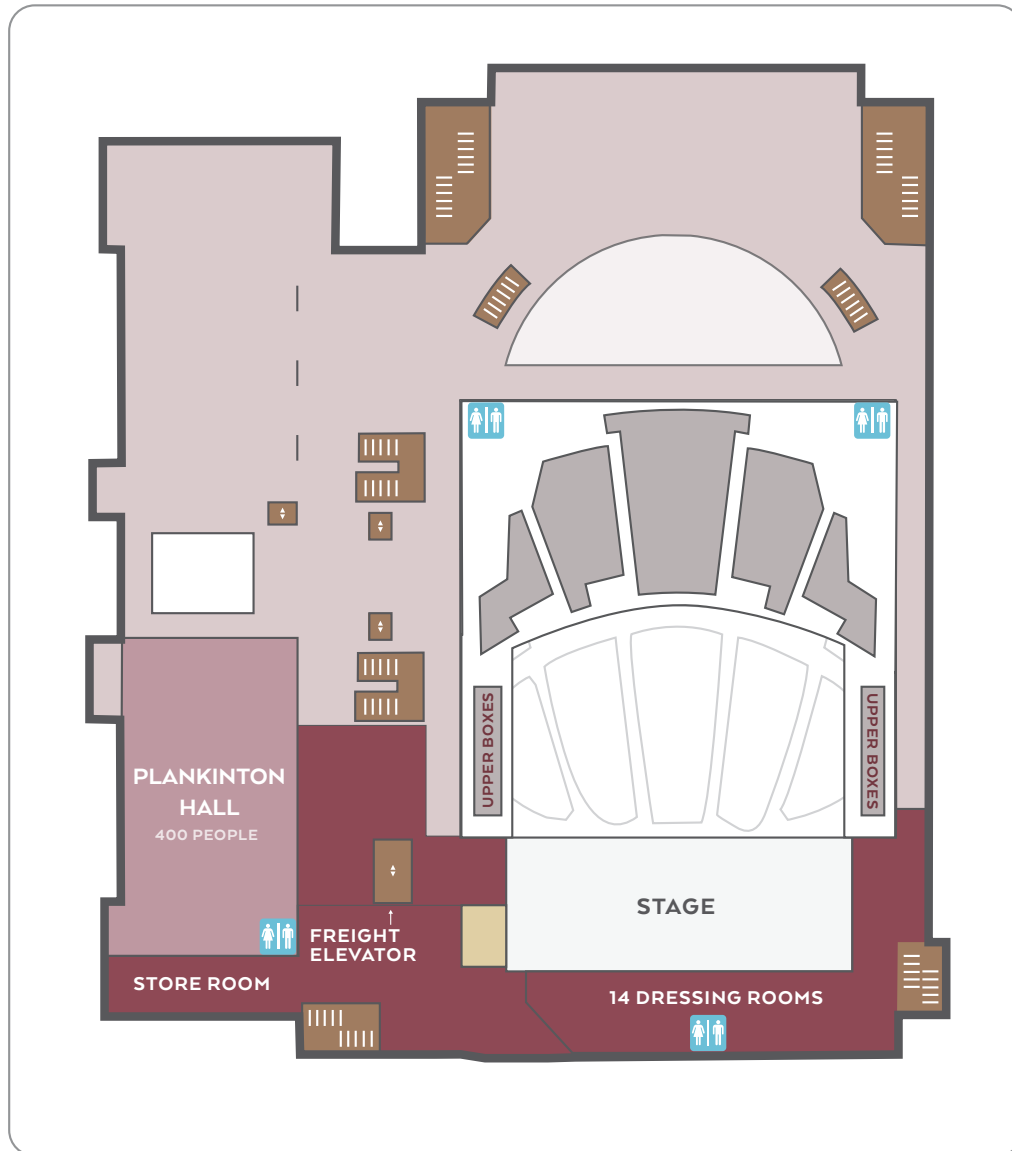 UPPER BOXES
UPPER BOXES
PLANKINTON
HALL
400 PEOPLE
STAGE
FREIGHT
ELEVATOR
STORE ROOM
14 DRESSING ROOMS